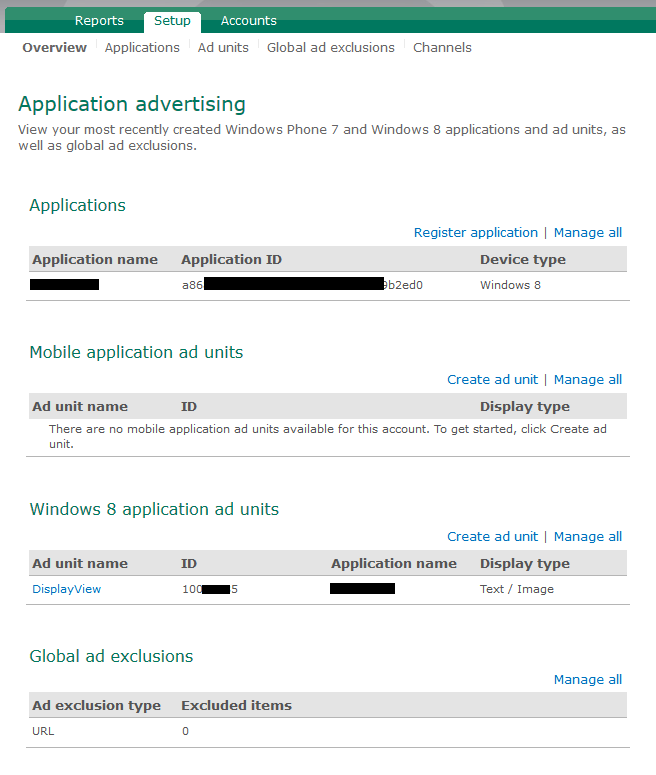 Reports Setup Accounts
Overview Applications Ad units Global ad exclusions Channels
Application advertising
View your most recently created Windows Phone 7 and Windows 8 applications and ad units, as
well as global ad exclusions.
Applications
Register application | Manage all
Application name Application ID Device type
a86 9b2ed0 Windows 8
Mobile application ad units
Create ad unit | Manage all
Ad unit name ID Display type
There are no mobile application ad units available for this account. To get started, click Create ad
unit.
Windows 8 application ad units
Create ad unit | Manage all
Ad unit name ID Application name Display type
DisplayView 100 5 Text / Image
Global ad exclusions
Manage all
Ad exclusion type Excluded items
URL 0